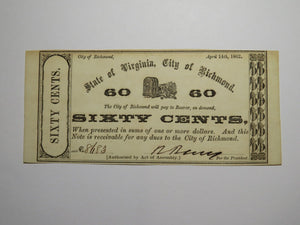 City of Richmond, April 14th, 1862.
State of Virginia, City of Richmond.
60 60
The City of Richmond will pay to Bearer, on demand,
SIXTY CENTS,
When presented in sums of one or more dollars. And this
Note is receivable for any dues to the City of Richmond.
8683
[Authorized by Act of Assembly.] For the President
SIXTY CENTS.